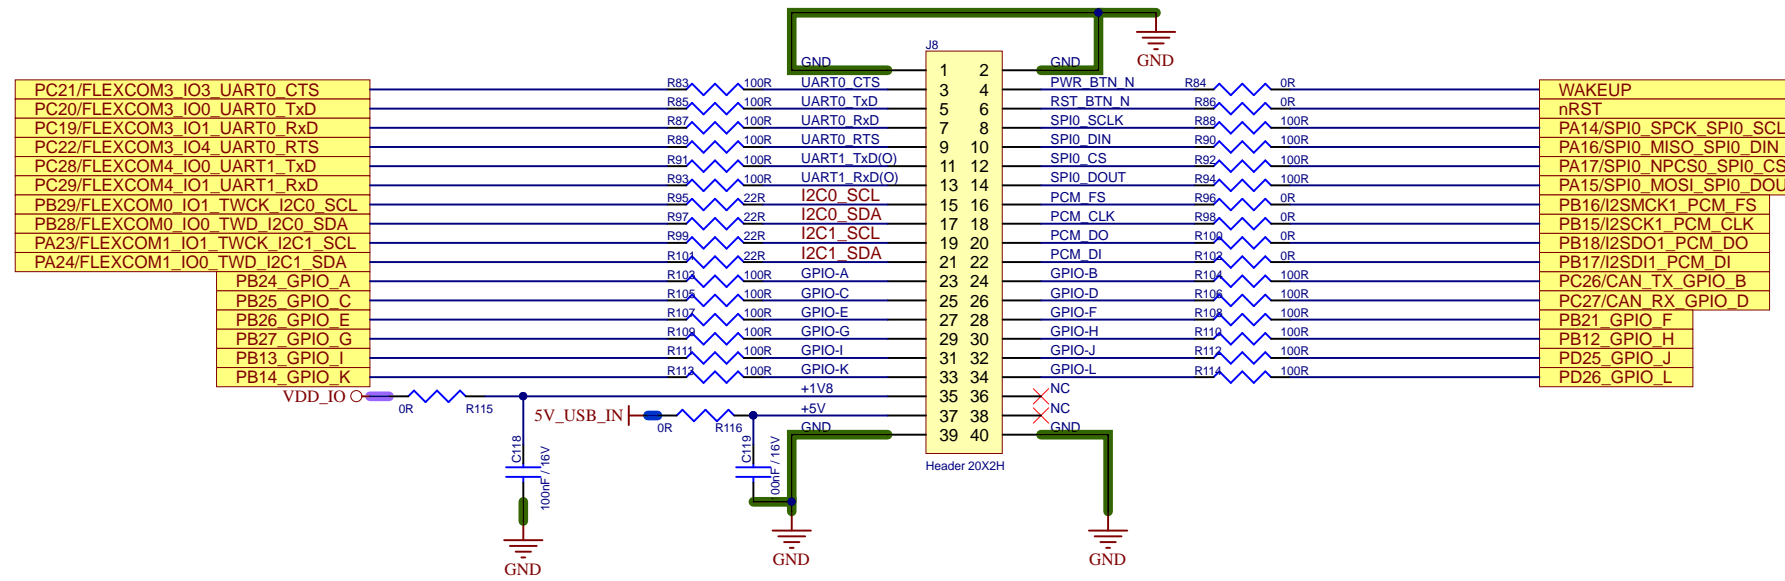 J8
GND
GND
GND
1 2
PC21/FLEXCOM3_IO3_UART0_CTS R83 100R UART0_CTS 3 4 PWR_BTN_N R84 0R WAKEUP
PC20/FLEXCOM3_IO0_UART0_TxD R85 100R UART0_TxD 5 6 RST_BTN_N R86 0R nRST
PC19/FLEXCOM3_IO1_UART0_RxD R87 100R UART0_RxD 7 8 SPI0_SCLK R88 100R PA14/SPI0_SPCK_SPI0_SCL
PC22/FLEXCOM3_IO4_UART0_RTS R89 100R UART0_RTS 9 10 SPI0_DIN R90 100R PA16/SPI0_MISO_SPI0_DIN
PC28/FLEXCOM4_IO0_UART1_TxD R91 100R UART1_TxD(O) 11 12 SPI0_CS R92 100R PA17/SPI0_NPCS0_SPI0_CS
PC29/FLEXCOM4_IO1_UART1_RxD R93 100R UART1_RxD(O) 13 14 SPI0_DOUT R94 100R PA15/SPI0_MOSI_SPI0_DOU
PB29/FLEXCOM0_IO1_TWCK_I2C0_SCL R95 22R I2C0_SCL 15 16 PCM_FS R96 0R PB16/I2SMCK1_PCM_FS
PB28/FLEXCOM0_IO0_TWD_I2C0_SDA R97 22R I2C0_SDA 17 18 PCM_CLK R98 0R PB15/I2SCK1_PCM_CLK
PA23/FLEXCOM1_IO1_TWCK_I2C1_SCL R99 22R I2C1_SCL 19 20 PCM_DO R100 0R PB18/I2SDO1_PCM_DO
PA24/FLEXCOM1_IO0_TWD_I2C1_SDA R101 22R I2C1_SDA 21 22 PCM_DI R102 0R PB17/I2SDI1_PCM_DI
PB24_GPIO_A R103 100R GPIO-A 23 24 GPIO-B R104 100R PC26/CAN_TX_GPIO_B
PB25_GPIO_C R105 100R GPIO-C 25 26 GPIO-D R106 100R PC27/CAN_RX_GPIO_D
PB26_GPIO_E R107 100R GPIO-E 27 28 GPIO-F R108 100R PB21_GPIO_F
PB27_GPIO_G R109 100R GPIO-G 29 30 GPIO-H R110 100R PB12_GPIO_H
PB13_GPIO_I R111 100R GPIO-I 31 32 GPIO-J R112 100R PD25_GPIO_J
PB14_GPIO_K R113 100R GPIO-K 33 34 GPIO-L R114 100R PD26_GPIO_L
VDD_IO 0R R115 +1V8 35 36 NC
5V_USB_IN 0R R116 +5V 37 38 NC
GND 39 40 GND
C118
100nF / 16V
C119
100nF / 16V
Header 20X2H
GND
GND
GND